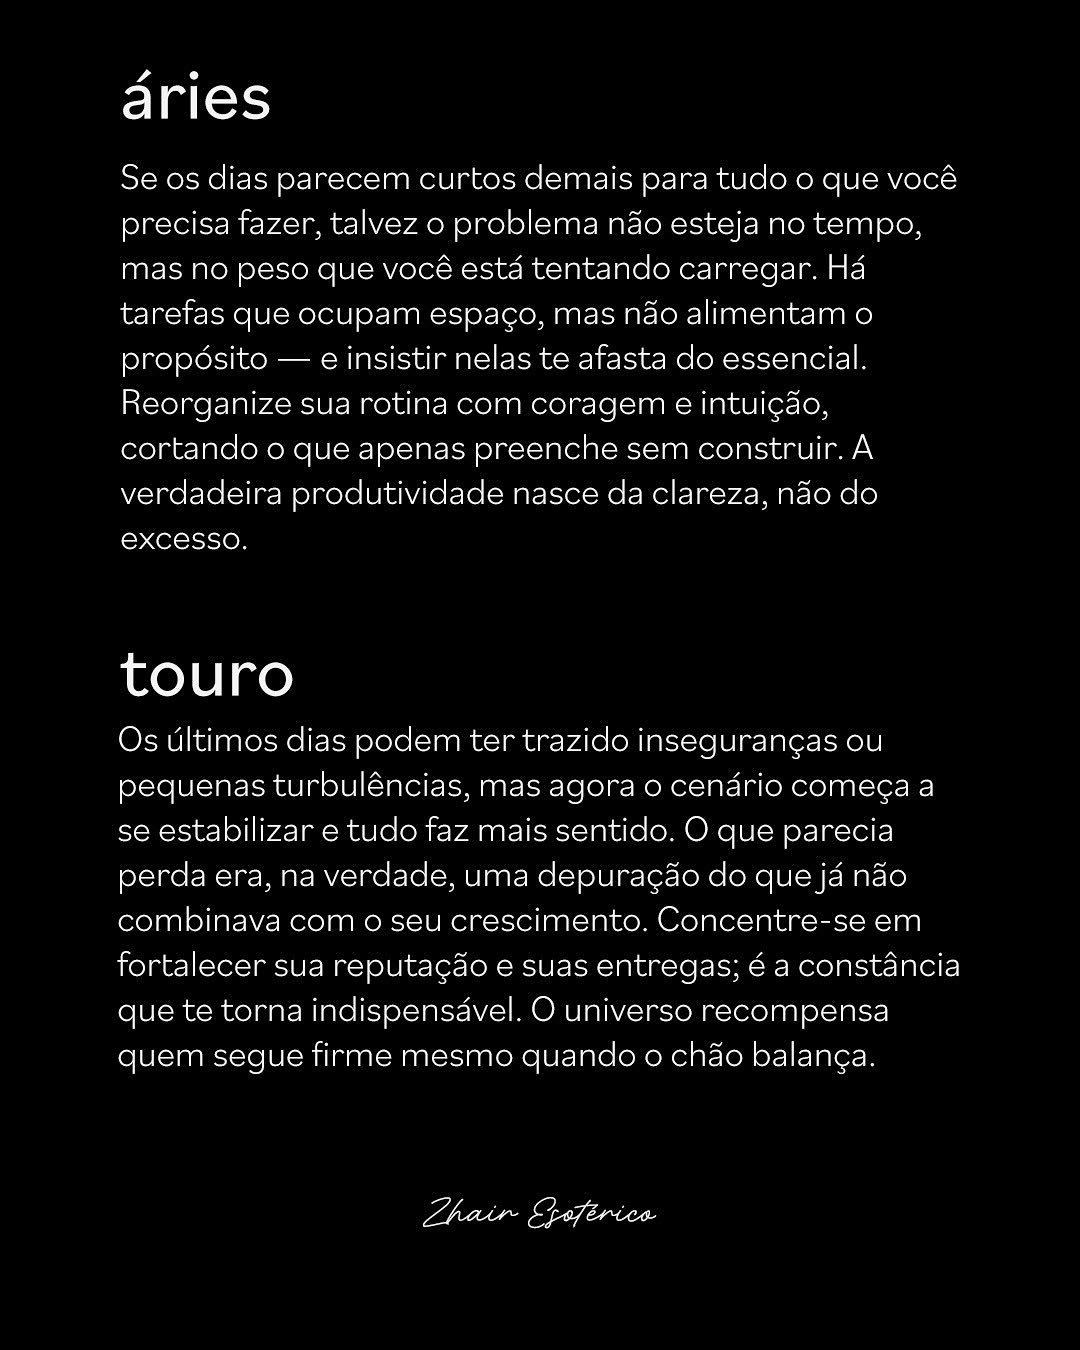 áries
Se os dias parecem curtos demais para tudo o que você
precisa fazer, talvez o problema não esteja no tempo,
mas no peso que você está tentando carregar. Há
tarefas que ocupam espaço, mas não alimentam o
propósito — e insistir nelas te afasta do essencial.
Reorganize sua rotina com coragem e intuição,
cortando o que apenas preenche sem construir. A
verdadeira produtividade nasce da clareza, não do
excesso.
touro
Os últimos dias podem ter trazido inseguranças ou
pequenas turbulências, mas agora o cenário começa a
se estabilizar e tudo faz mais sentido. O que parecia
perda era, na verdade, uma depuração do que já não
combinava com o seu crescimento. Concentre-se em
fortalecer sua reputação e suas entregas; é a constância
que te torna indispensável. O universo recompensa
quem segue firme mesmo quando o chão balança.
Zhair Esotérico